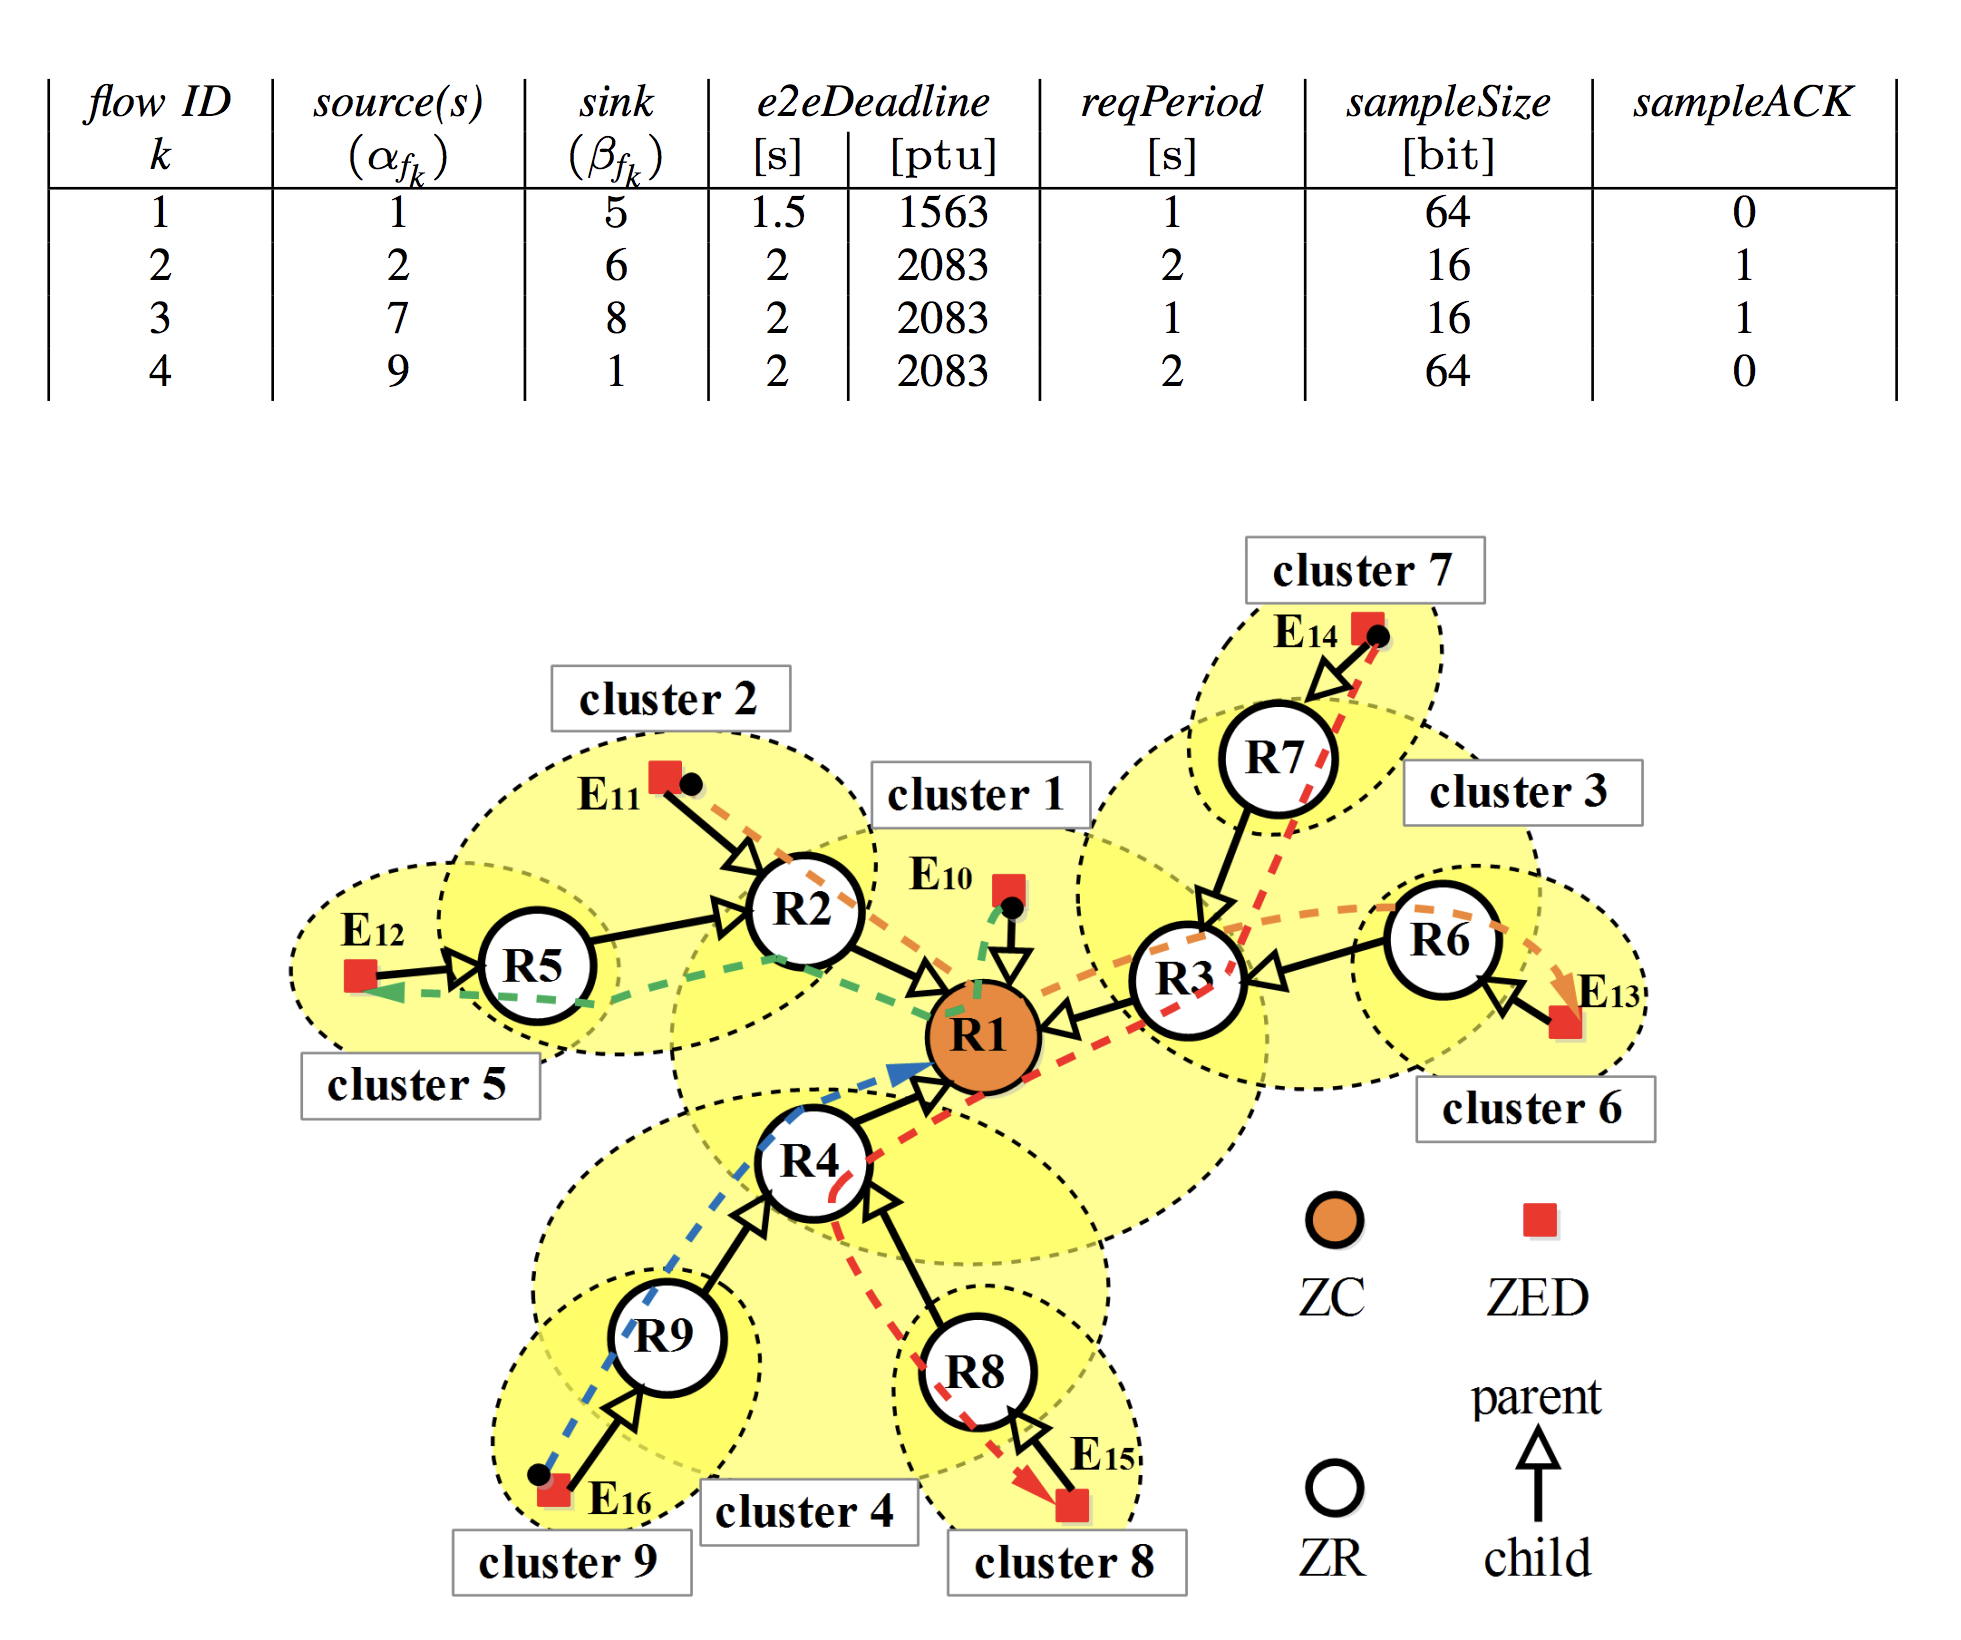 flow ID source(s) sink e2eDeadline reqPeriod sampleSize sampleACK
k (α_{f_k}) (β_{f_k}) [s] [ptu] [s] [bit]
1 1 5 1.5 1563 1 64 0
2 2 6 2 2083 2 16 1
3 7 8 2 2083 1 16 1
4 9 1 2 2083 2 64 0
cluster 7
E14
cluster 2
R7
cluster 1
cluster 3
E11
E10
R2
E12
R5
R6
R3
E13
R1
cluster 5
cluster 6
R4
ZC
ZED
R9
R8
parent
E15
E16
cluster 4
cluster 9
cluster 8
ZR
child